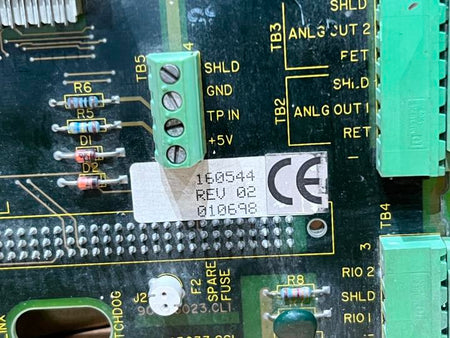 TB5
4
SHLD
GND
TP IN
+5V
R6
R5
D1
D2
TB3
ANLG OUT 2
FET
SHLD
TB2
ANLG OUT 1
RET
160544
REV 02
010698
CE
TB4
3
RIO 2
SHLD
RIO 1
J2
F2
SPARE
FUSE
R8
TCHDOG